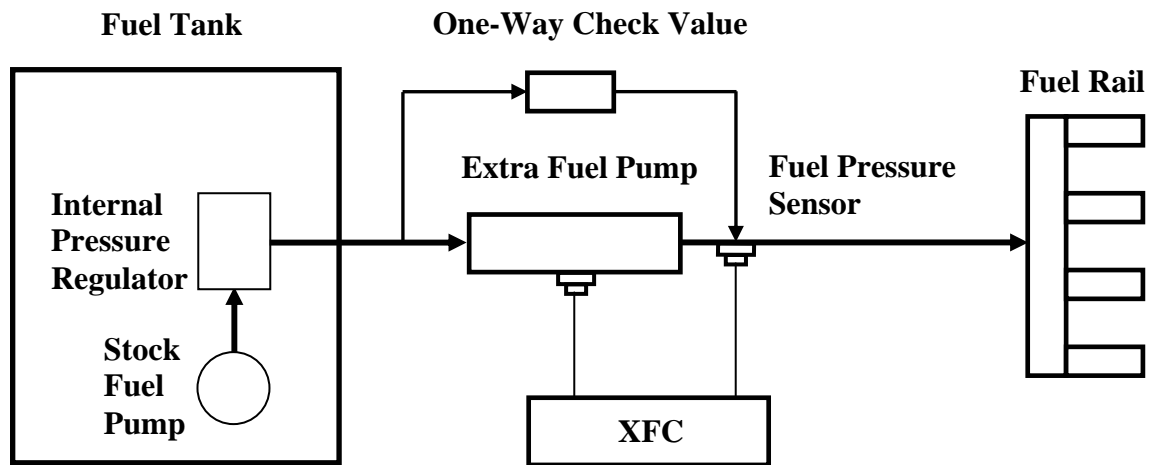 Fuel Tank
One-Way Check Value
Fuel Rail
Extra Fuel Pump
Fuel Pressure
Sensor
Internal
Pressure
Regulator
Stock
Fuel
Pump
XFC